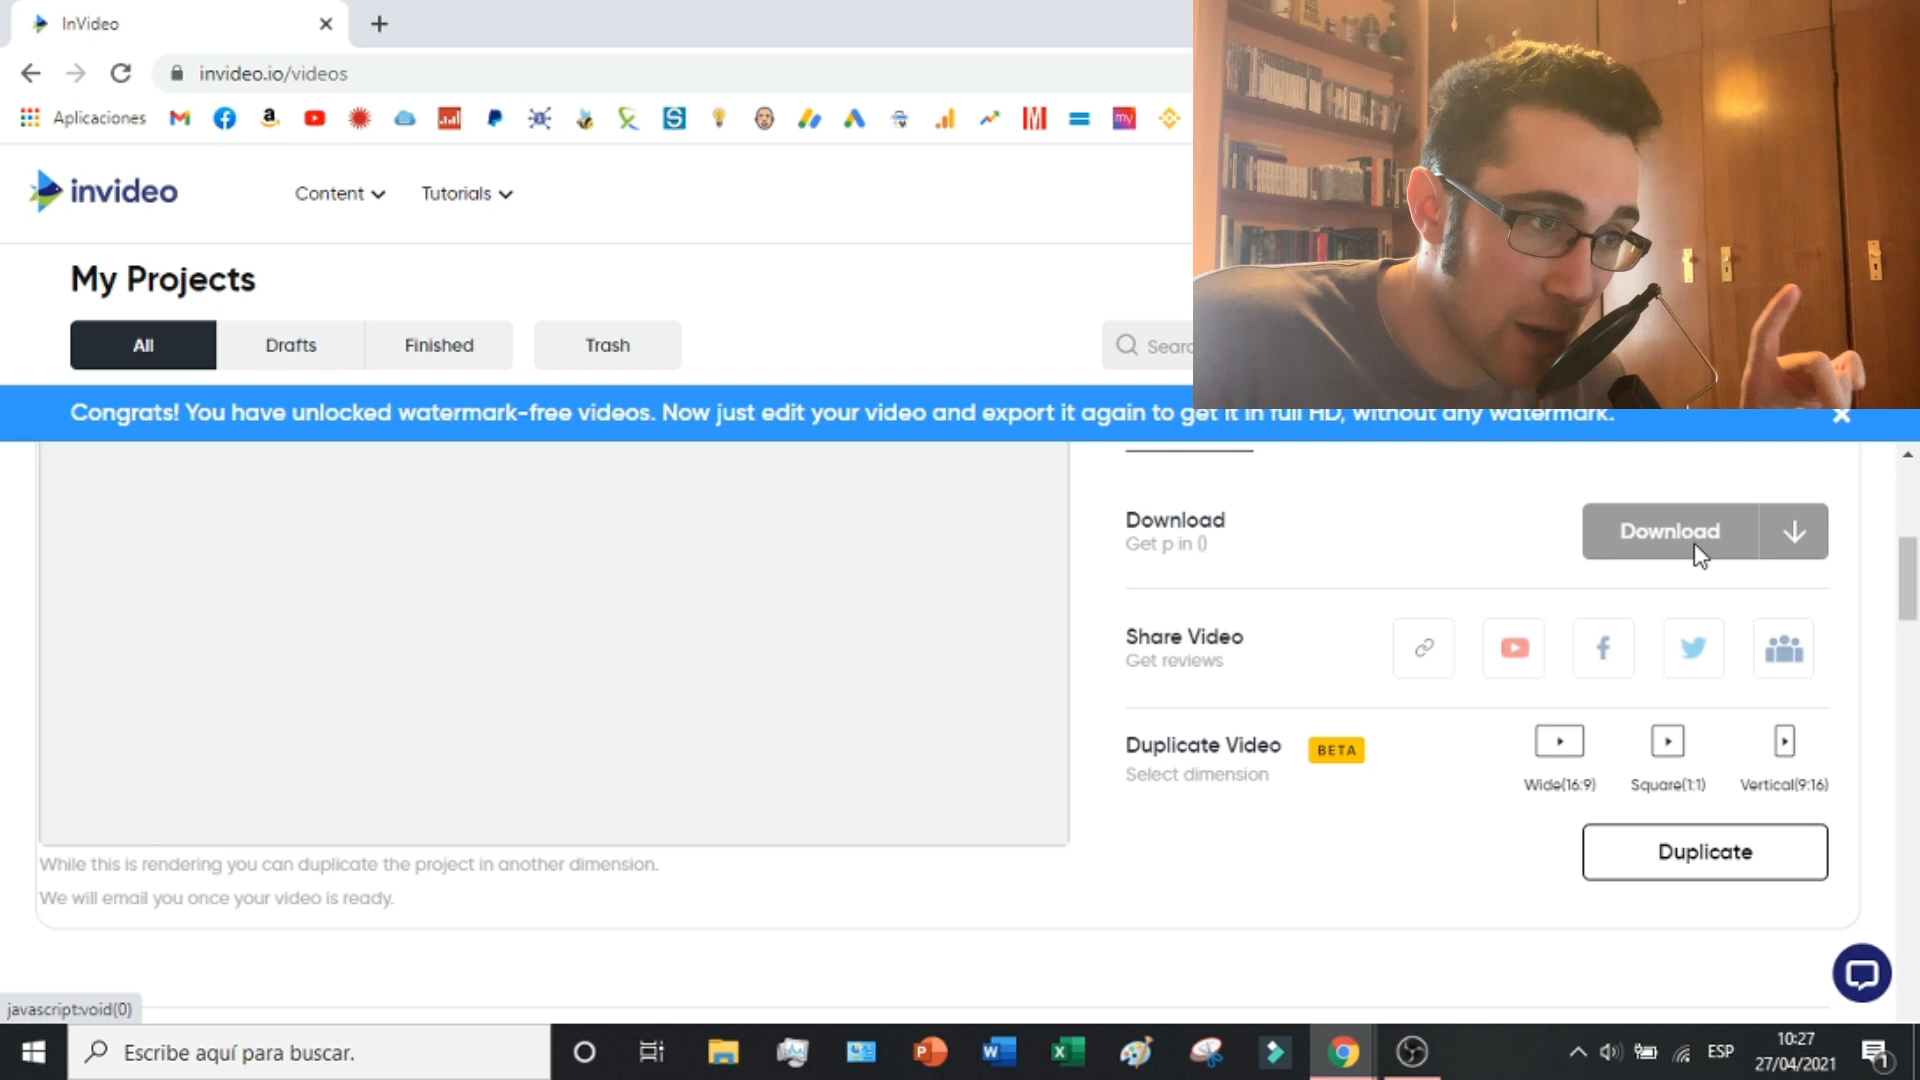 InVideo
invideo.io/videos
Aplicaciones
my
invideo
Content
Tutorials
My Projects
All
Drafts
Finished
Trash
Congrats! You have unlocked watermark-free videos. Now just edit your video and export it again to get it in full HD, without any watermark.
Download
Get p in ()
Download
Share Video
Get reviews
Duplicate Video
BETA
Select dimension
Wide(16:9)
Square(1:1)
Vertical(9:16)
Duplicate
While this is rendering you can duplicate the project in another dimension.
We will email you once your video is ready.
javascript:void(0)
Escribe aquí para buscar.
ESP
10:27
27/04/2021
1